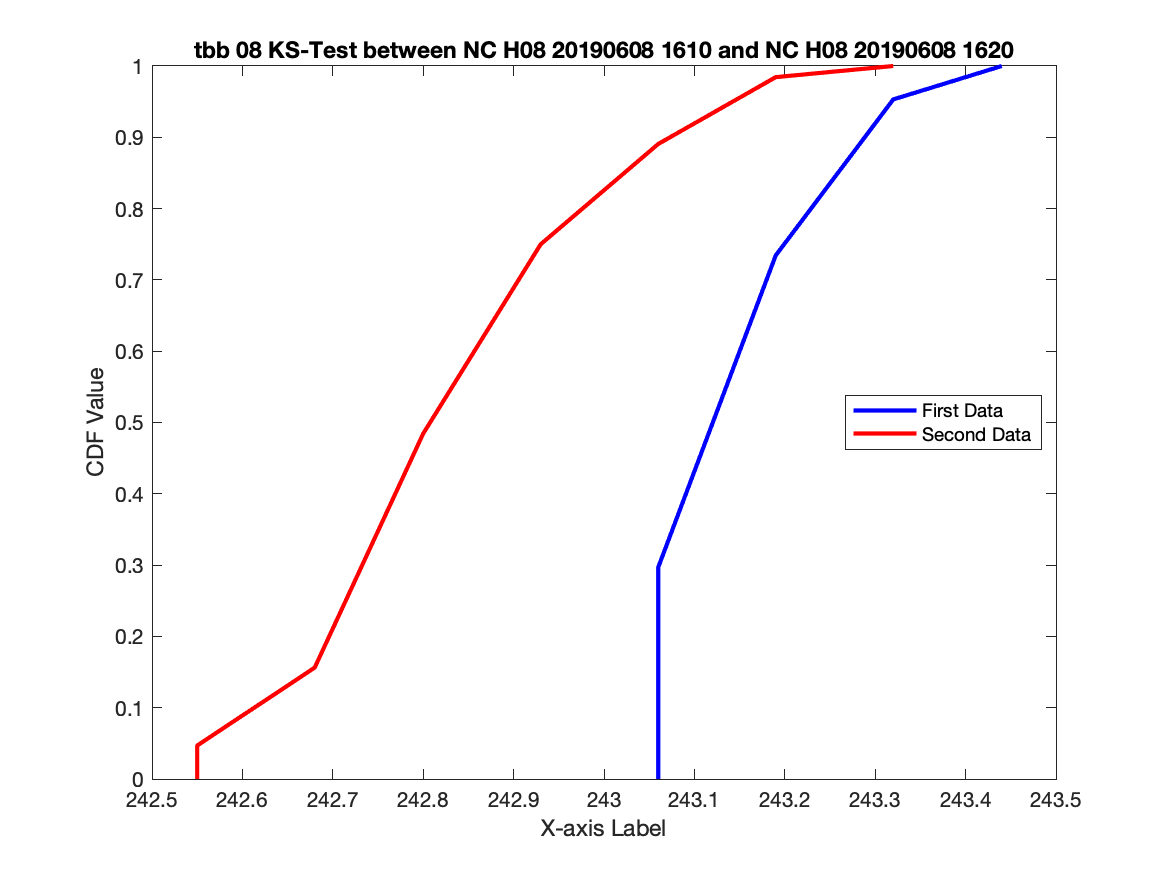 tbb 08 KS-Test between NC H08 20190608 1610 and NC H08 20190608 1620
1
0.9
0.8
0.7
0.6
0.5
0.4
0.3
0.2
0.1
0
CDF Value
First Data
Second Data
242.5 242.6 242.7 242.8 242.9 243 243.1 243.2 243.3 243.4 243.5
X-axis Label